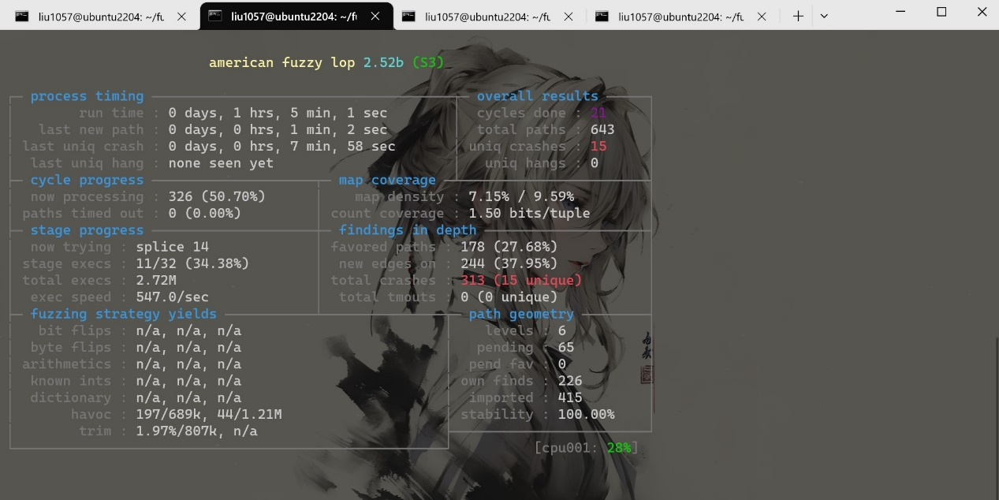 liu1057@ubuntu2204: ~/fu liu1057@ubuntu2204: ~/fu liu1057@ubuntu2204: ~/fu liu1057@ubuntu2204: ~/fu
american fuzzy lop 2.52b (S3)
process timing overall results
run time : 0 days, 1 hrs, 5 min, 1 sec cycles done : 21
last new path : 0 days, 0 hrs, 1 min, 2 sec total paths : 643
last uniq crash : 0 days, 0 hrs, 7 min, 58 sec uniq crashes : 15
last uniq hang : none seen yet uniq hangs : 0
cycle progress map coverage
now processing : 326 (50.70%) map density : 7.15% / 9.59%
paths timed out : 0 (0.00%) count coverage : 1.50 bits/tuple
stage progress findings in depth
now trying : splice 14 favored paths : 178 (27.68%)
stage execs : 11/32 (34.38%) new edges on : 244 (37.95%)
total execs : 2.72M total crashes : 313 (15 unique)
exec speed : 547.0/sec total tmouts : 0 (0 unique)
fuzzing strategy yields path geometry
bit flips : n/a, n/a, n/a levels : 6
byte flips : n/a, n/a, n/a pending : 65
arithmetics : n/a, n/a, n/a pend fav : 0
known ints : n/a, n/a, n/a own finds : 226
dictionary : n/a, n/a, n/a imported : 415
havoc : 197/689k, 44/1.21M stability : 100.00%
trim : 1.97%/807k, n/a
[cpu001: 28%]